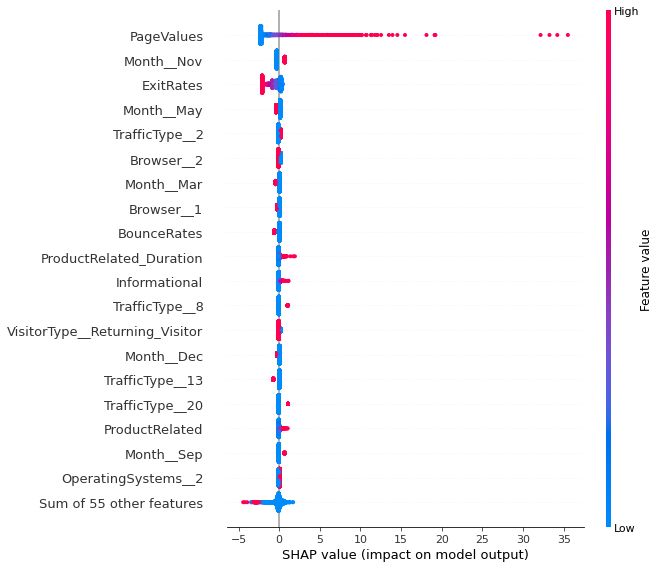 High
PageValues
Month__Nov
ExitRates
Month__May
TrafficType__2
Browser__2
Month__Mar
Browser__1
BounceRates
ProductRelated_Duration
Informational
TrafficType__8
VisitorType__Returning_Visitor
Month__Dec
TrafficType__13
TrafficType__20
ProductRelated
Month__Sep
OperatingSystems__2
Sum of 55 other features
Feature value
Low
−5 0 5 10 15 20 25 30 35
SHAP value (impact on model output)